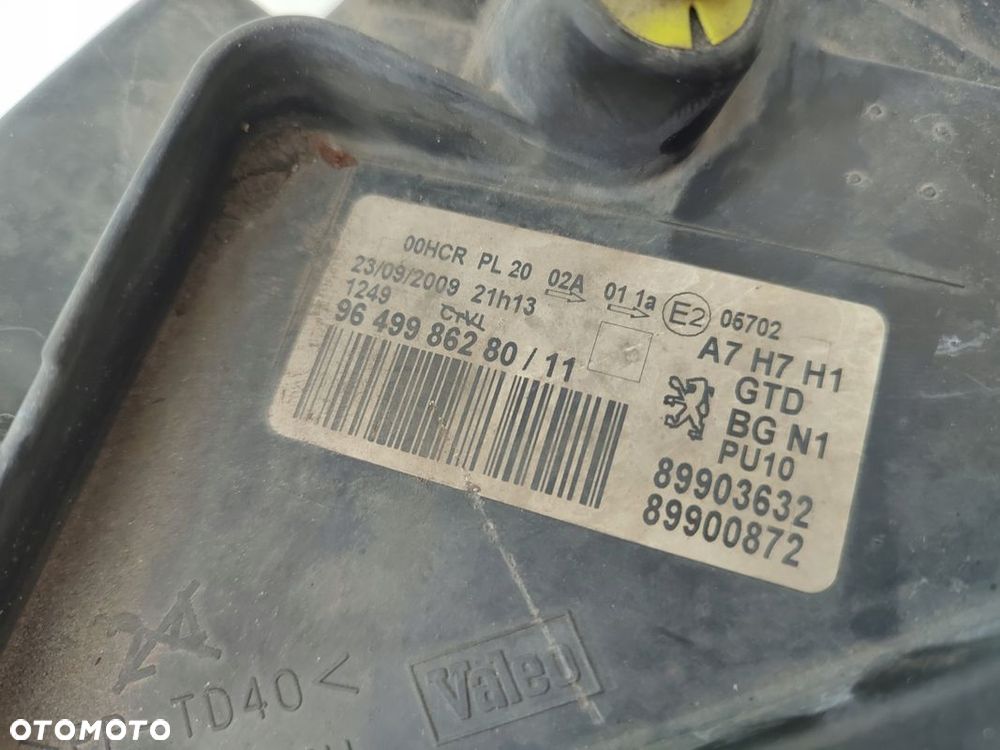 00HCR PL 20 02A 01 1a E2 05702
23/09/2009 21h13
1249
A7 H7 H1
96 499 862 80 / 11
GTD
BG N1
PU10
89903632
89900872
TD40<
Valeo
OTOMOTO